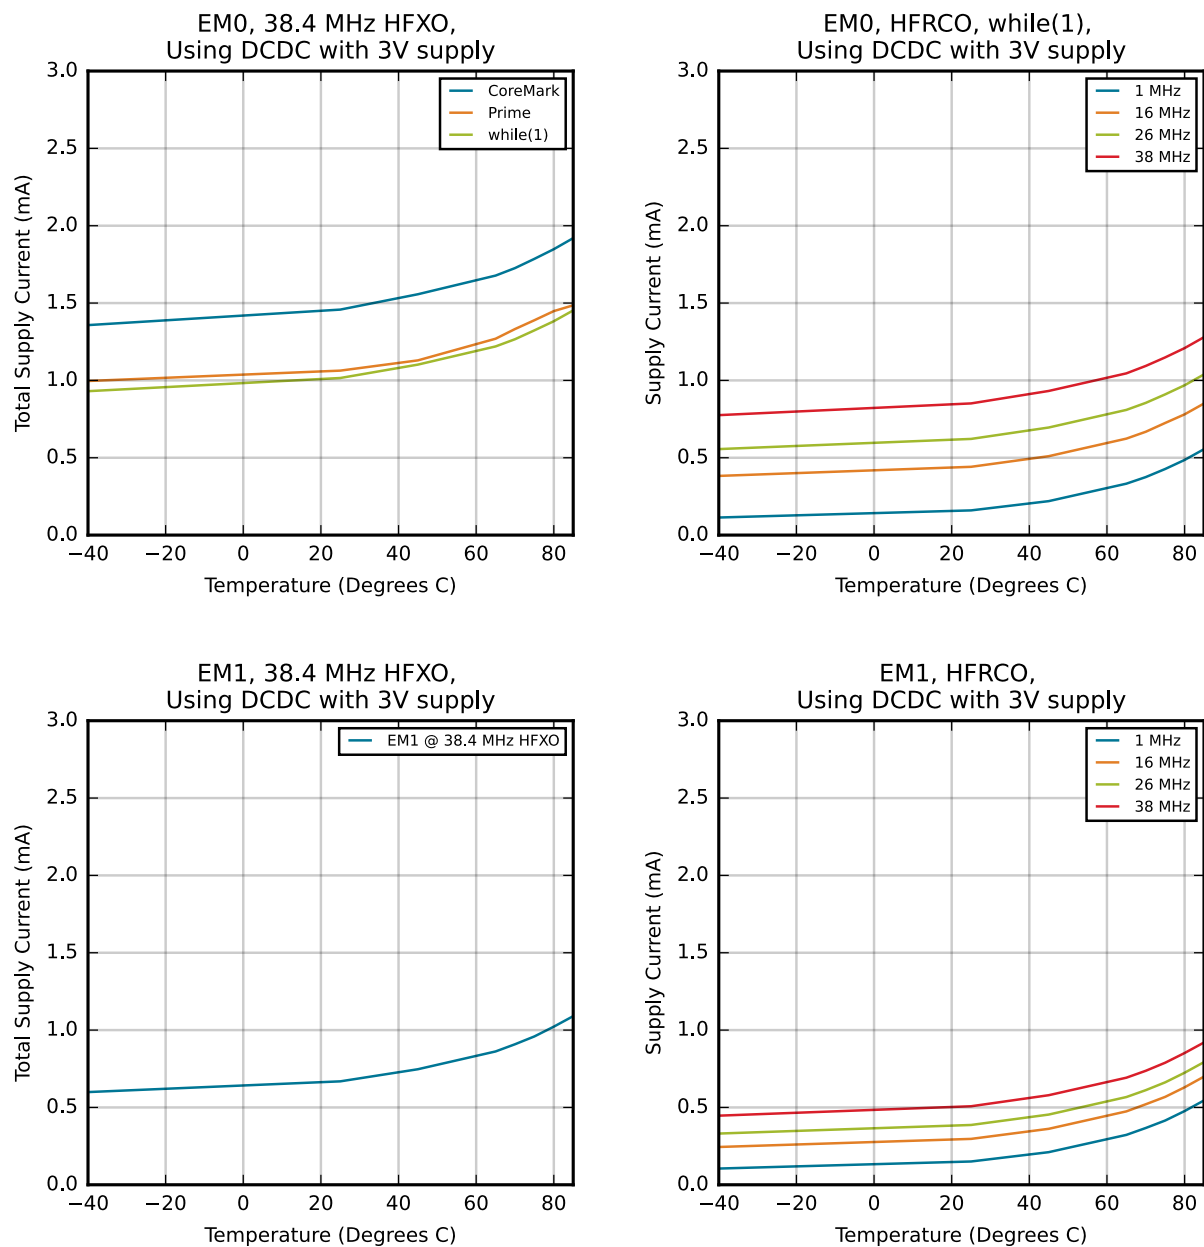 EM0, 38.4 MHz HFXO,
Using DCDC with 3V supply
3.0
2.5
2.0
1.5
1.0
0.5
0.0
Total Supply Current (mA)
CoreMark
Prime
while(1)
−40
−20
0
20
40
60
80
Temperature (Degrees C)
EM0, HFRCO, while(1),
Using DCDC with 3V supply
3.0
2.5
2.0
1.5
1.0
0.5
0.0
Supply Current (mA)
1 MHz
16 MHz
26 MHz
38 MHz
−40
−20
0
20
40
60
80
Temperature (Degrees C)
EM1, 38.4 MHz HFXO,
Using DCDC with 3V supply
3.0
2.5
2.0
1.5
1.0
0.5
0.0
Total Supply Current (mA)
EM1 @ 38.4 MHz HFXO
−40
−20
0
20
40
60
80
Temperature (Degrees C)
EM1, HFRCO,
Using DCDC with 3V supply
3.0
2.5
2.0
1.5
1.0
0.5
0.0
Supply Current (mA)
1 MHz
16 MHz
26 MHz
38 MHz
−40
−20
0
20
40
60
80
Temperature (Degrees C)